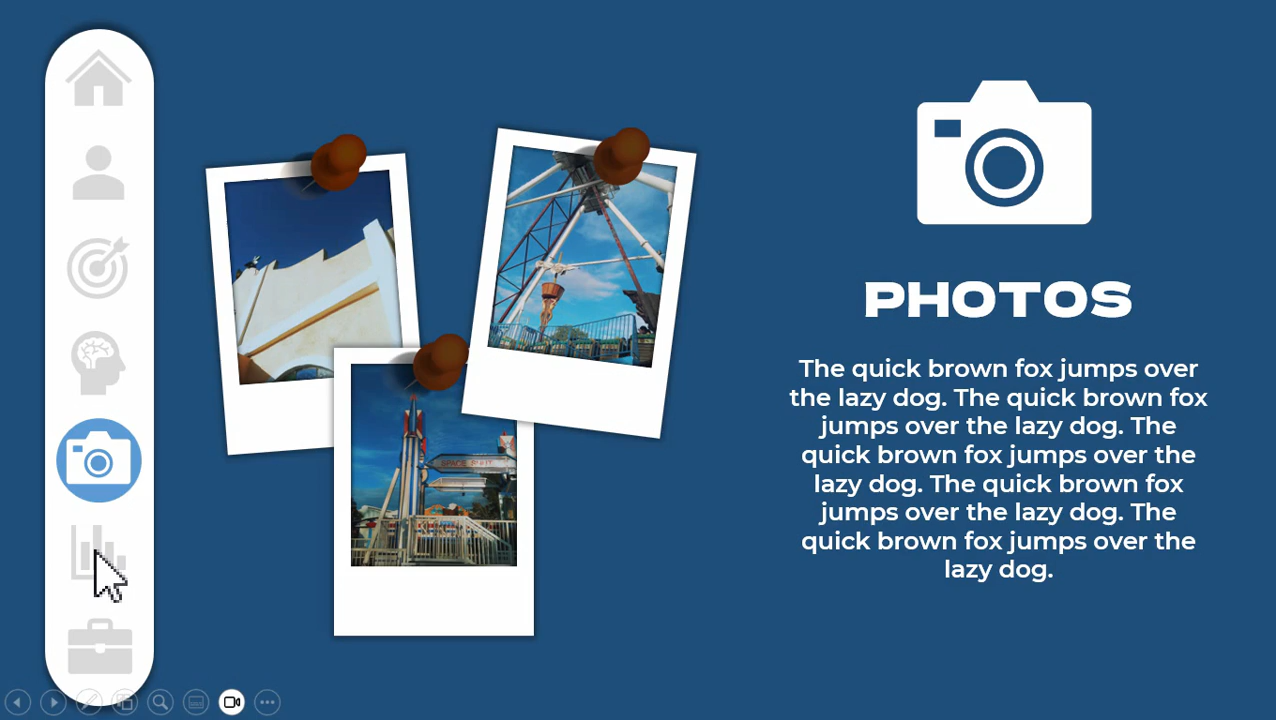 PHOTOS
The quick brown fox jumps over
the lazy dog. The quick brown fox
jumps over the lazy dog. The
quick brown fox jumps over the
lazy dog. The quick brown fox
jumps over the lazy dog. The
quick brown fox jumps over the
lazy dog.